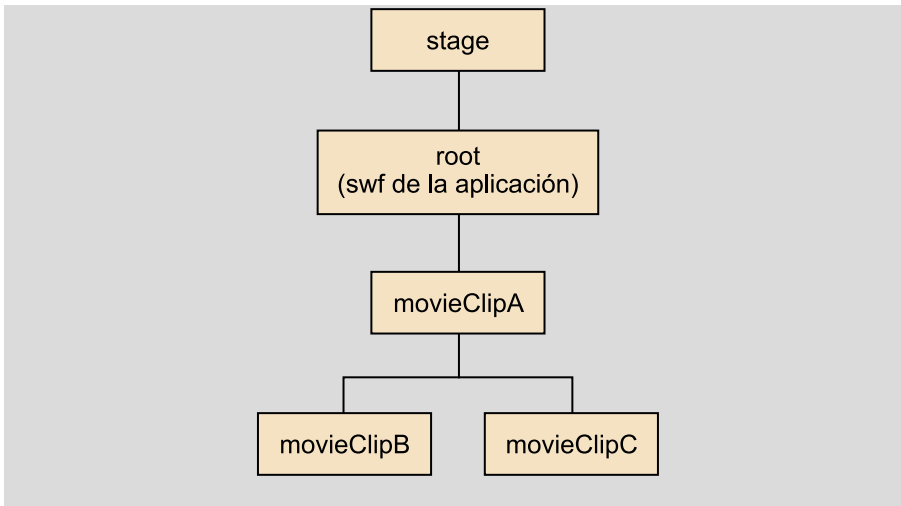 stage
root
(swf de la aplicación)
movieClipA
movieClipB
movieClipC